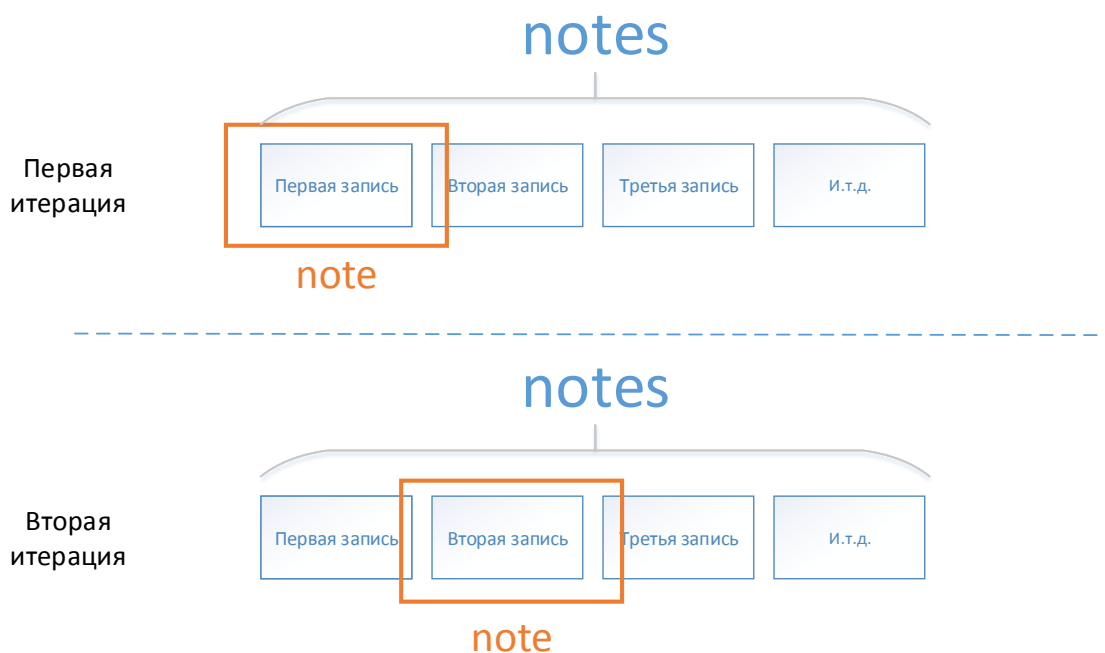 notes
Первая
итерация
Первая запись
Вторая запись
Третья запись
И.т.д.
note
notes
Вторая
итерация
Первая запись
Вторая запись
Третья запись
И.т.д.
note